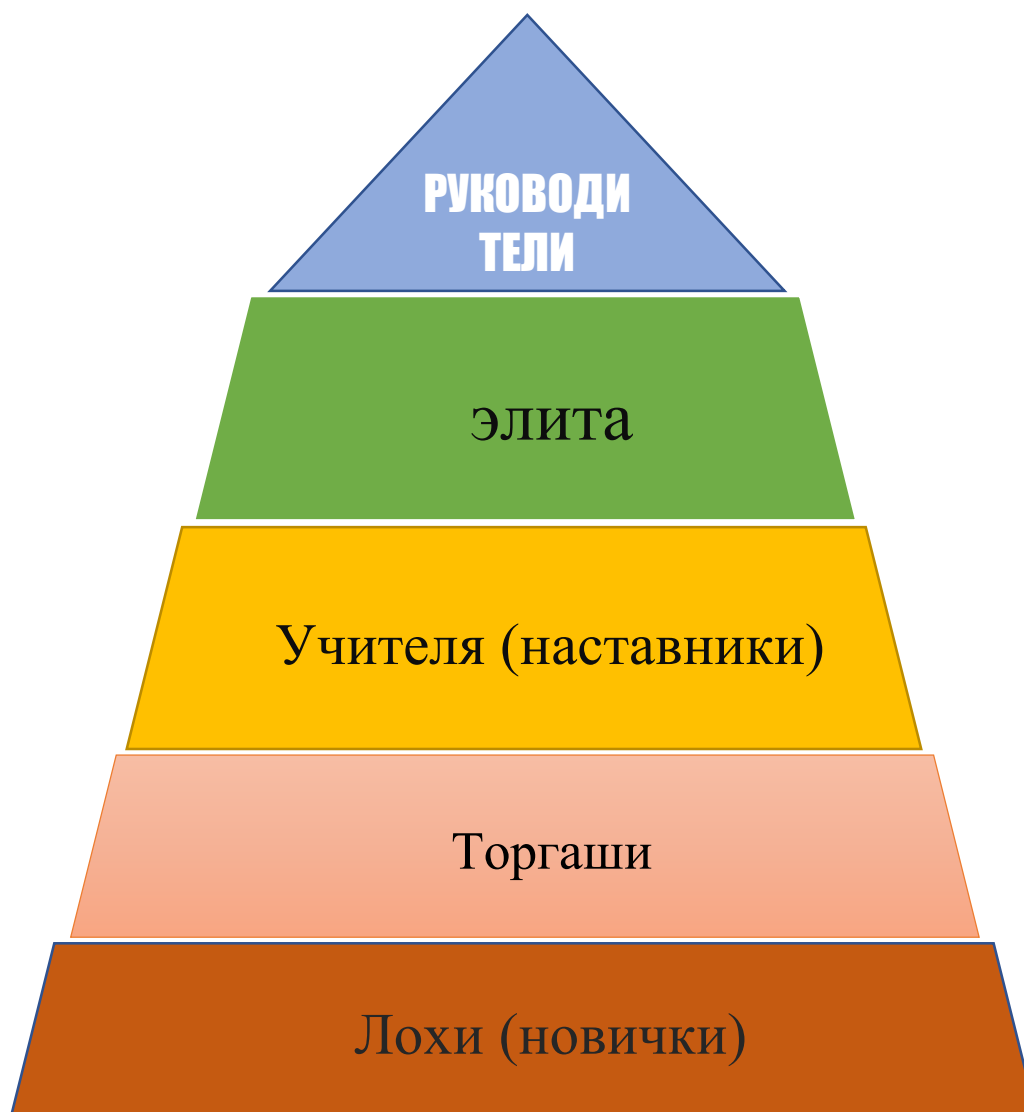 РУКОВОДИ
ТЕЛИ
элита
Учителя (наставники)
Торгаши
Лохи (новички)